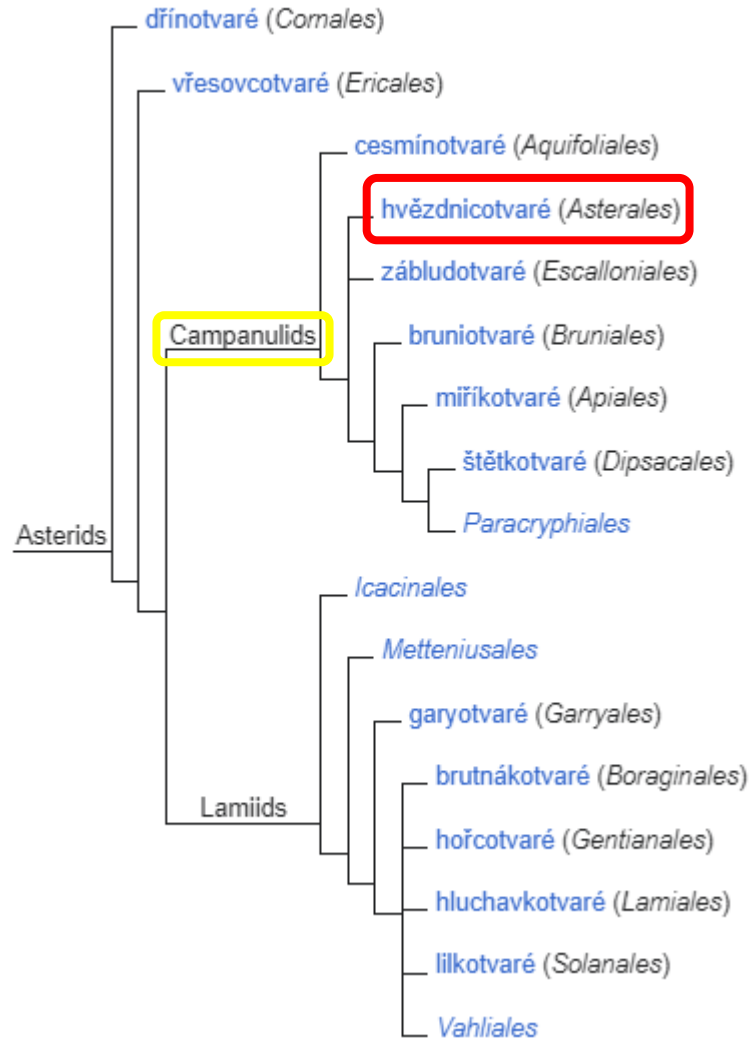 dřínotvaré (Cornales)
vřesovcotvaré (Ericales)
cesmínotvaré (Aquifoliales)
hvězdnicotvaré (Asterales)
zábludotvaré (Escalloniales)
Campanulids
bruniotvaré (Bruniales)
miříkotvaré (Apiales)
štětkotvaré (Dipsacales)
Paracryphiales
Asterids
Icacinales
Metteniusales
garyotvaré (Garryales)
brutnákotvaré (Boraginales)
Lamiids
hořcotvaré (Gentianales)
hluchavkotvaré (Lamiales)
lilkotvaré (Solanales)
Vahliales